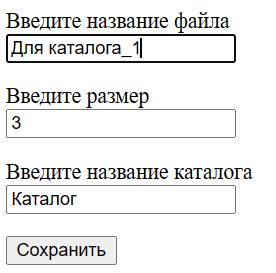 Введите название файла
Для каталога_1
Введите размер
3
Введите название каталога
Каталог
Сохранить